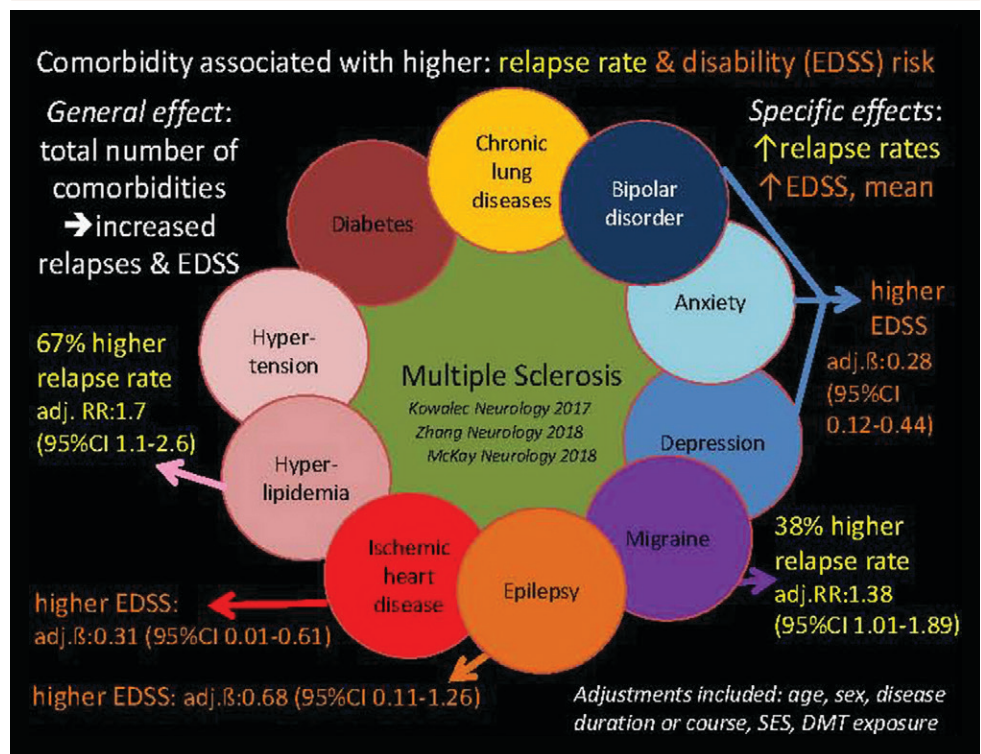 Comorbidity associated with higher: relapse rate & disability (EDSS) risk
General effect:
total number of
comorbidities
➔increased
relapses & EDSS
Specific effects:
↑relapse rates
↑EDSS, mean
Chronic
lung
diseases
Bipolar
disorder
Diabetes
Anxiety
higher
EDSS
adj.ß:0.28
(95%CI
0.12-0.44)
Hyper-
tension
67% higher
relapse rate
adj. RR:1.7
(95%CI 1.1-2.6)
Multiple Sclerosis
Kowalec Neurology 2017
Zhang Neurology 2018
McKay Neurology 2018
Depression
Hyper-
lipidemia
Migraine
38% higher
relapse rate
adj.RR:1.38
(95%CI 1.01-1.89)
Ischemic
heart
disease
Epilepsy
higher EDSS:
adj.ß:0.31 (95%CI 0.01-0.61)
higher EDSS: adj.ß:0.68 (95%CI 0.11-1.26)
Adjustments included: age, sex, disease
duration or course, SES, DMT exposure